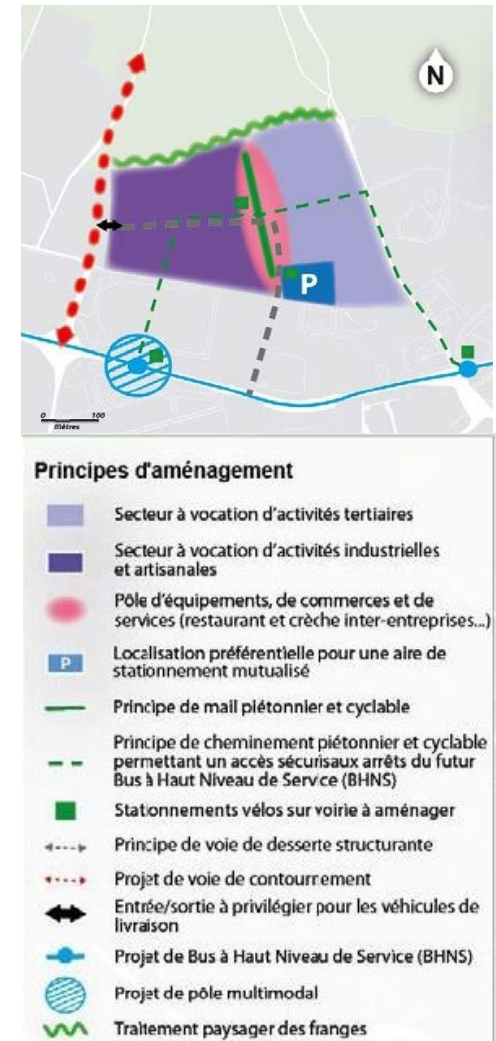 N
P
0 100
mètres
Principes d'aménagement
Secteur à vocation d'activités tertiaires
Secteur à vocation d'activités industrielles
et artisanales
Pôle d'équipements, de commerces et de
services (restaurant et crèche inter-entreprises...)
P
Localisation préférentielle pour une aire de
stationnement mutualisé
Principe de mail piétonnier et cyclable
Principe de cheminement piétonnier et cyclable
permettant un accès sécurisaux arrêts du futur
Bus à Haut Niveau de Service (BHNS)
Stationnements vélos sur voirie à aménager
Principe de voie de desserte structurante
Projet de voie de contournement
Entrée/sortie à privilégier pour les véhicules de
livraison
Projet de Bus à Haut Niveau de Service (BHNS)
Projet de pôle multimodal
Traitement paysager des franges